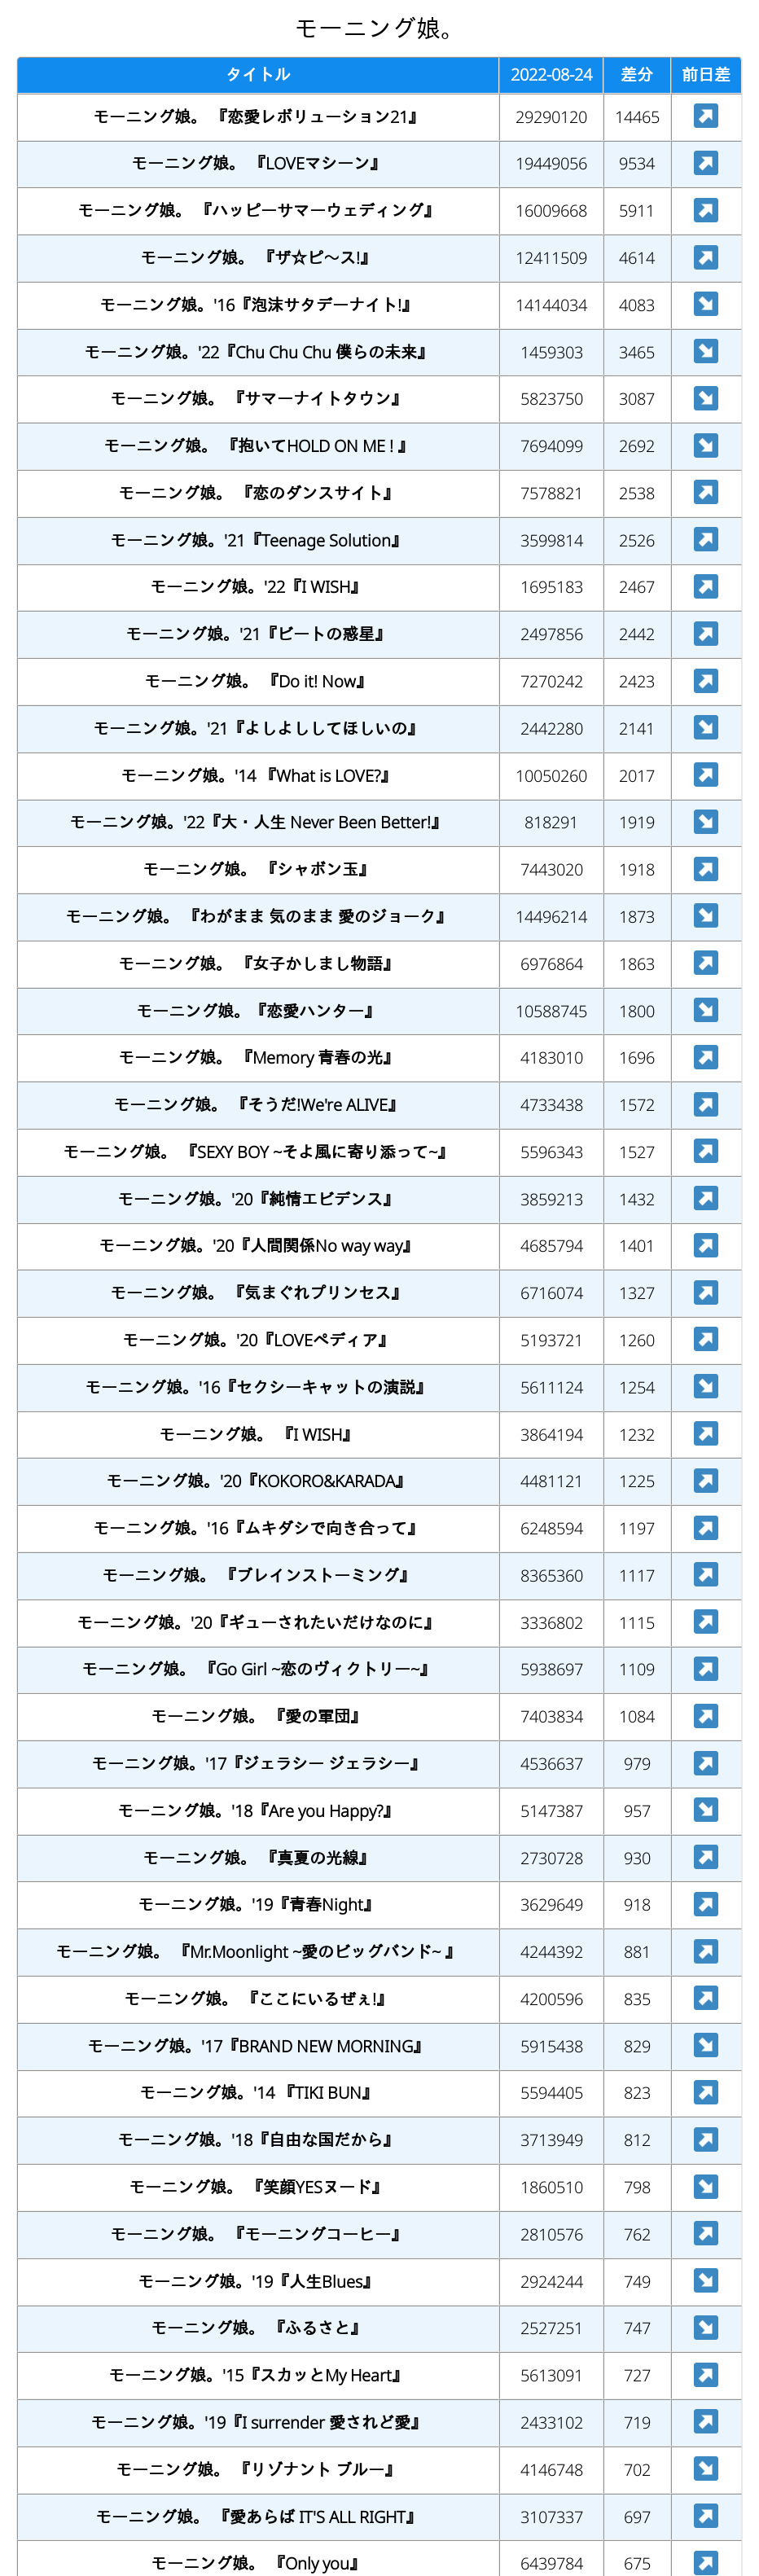 モーニング娘。
タイトル 2022-08-24 差分 前日差
モーニング娘。 『恋愛レボリューション21』 29290120 14465 ↗
モーニング娘。 『LOVEマシーン』 19449056 9534 ↗
モーニング娘。 『ハッピーサマーウェディング』 16009668 5911 ↗
モーニング娘。 『ザ☆ピ〜ス!』 12411509 4614 ↗
モーニング娘。'16『泡沫サタデーナイト!』 14144034 4083 ↘
モーニング娘。'22『Chu Chu Chu 僕らの未来』 1459303 3465 ↘
モーニング娘。 『サマーナイトタウン』 5823750 3087 ↘
モーニング娘。 『抱いてHOLD ON ME ! 』 7694099 2692 ↘
モーニング娘。 『恋のダンスサイト』 7578821 2538 ↗
モーニング娘。'21『Teenage Solution』 3599814 2526 ↗
モーニング娘。'22『I WISH』 1695183 2467 ↗
モーニング娘。'21『ビートの惑星』 2497856 2442 ↗
モーニング娘。 『Do it! Now』 7270242 2423 ↗
モーニング娘。'21『よしよししてほしいの』 2442280 2141 ↘
モーニング娘。'14 『What is LOVE?』 10050260 2017 ↗
モーニング娘。'22『大・人生 Never Been Better!』 818291 1919 ↘
モーニング娘。 『シャボン玉』 7443020 1918 ↗
モーニング娘。 『わがまま 気のまま 愛のジョーク』 14496214 1873 ↘
モーニング娘。 『女子かしまし物語』 6976864 1863 ↗
モーニング娘。『恋愛ハンター』 10588745 1800 ↘
モーニング娘。 『Memory 青春の光』 4183010 1696 ↗
モーニング娘。 『そうだ!We're ALIVE』 4733438 1572 ↗
モーニング娘。 『SEXY BOY ~そよ風に寄り添って~』 5596343 1527 ↗
モーニング娘。'20『純情エビデンス』 3859213 1432 ↗
モーニング娘。'20『人間関係No way way』 4685794 1401 ↗
モーニング娘。 『気まぐれプリンセス』 6716074 1327 ↗
モーニング娘。'20『LOVEペディア』 5193721 1260 ↗
モーニング娘。'16『セクシーキャットの演説』 5611124 1254 ↘
モーニング娘。 『I WISH』 3864194 1232 ↗
モーニング娘。'20『KOKORO&KARADA』 4481121 1225 ↗
モーニング娘。'16『ムキダシで向き合って』 6248594 1197 ↗
モーニング娘。 『ブレインストーミング』 8365360 1117 ↗
モーニング娘。'20『ギューされたいだけなのに』 3336802 1115 ↗
モーニング娘。 『Go Girl ~恋のヴィクトリー~』 5938697 1109 ↗
モーニング娘。 『愛の軍団』 7403834 1084 ↗
モーニング娘。'17『ジェラシー ジェラシー』 4536637 979 ↗
モーニング娘。'18『Are you Happy?』 5147387 957 ↘
モーニング娘。 『真夏の光線』 2730728 930 ↗
モーニング娘。'19『青春Night』 3629649 918 ↗
モーニング娘。 『Mr.Moonlight ~愛のビッグバンド~ 』 4244392 881 ↗
モーニング娘。 『ここにいるぜぇ!』 4200596 835 ↗
モーニング娘。'17『BRAND NEW MORNING』 5915438 829 ↘
モーニング娘。'14 『TIKI BUN』 5594405 823 ↗
モーニング娘。'18『自由な国だから』 3713949 812 ↗
モーニング娘。 『笑顔YESヌード』 1860510 798 ↘
モーニング娘。 『モーニングコーヒー』 2810576 762 ↗
モーニング娘。'19『人生Blues』 2924244 749 ↘
モーニング娘。 『ふるさと』 2527251 747 ↘
モーニング娘。'15『スカッとMy Heart』 5613091 727 ↗
モーニング娘。'19『I surrender 愛されど愛』 2433102 719 ↗
モーニング娘。 『リゾナント ブルー』 4146748 702 ↘
モーニング娘。 『愛あらば IT'S ALL RIGHT』 3107337 697 ↗
モーニング娘。 『Only you』 6439784 675 ↗